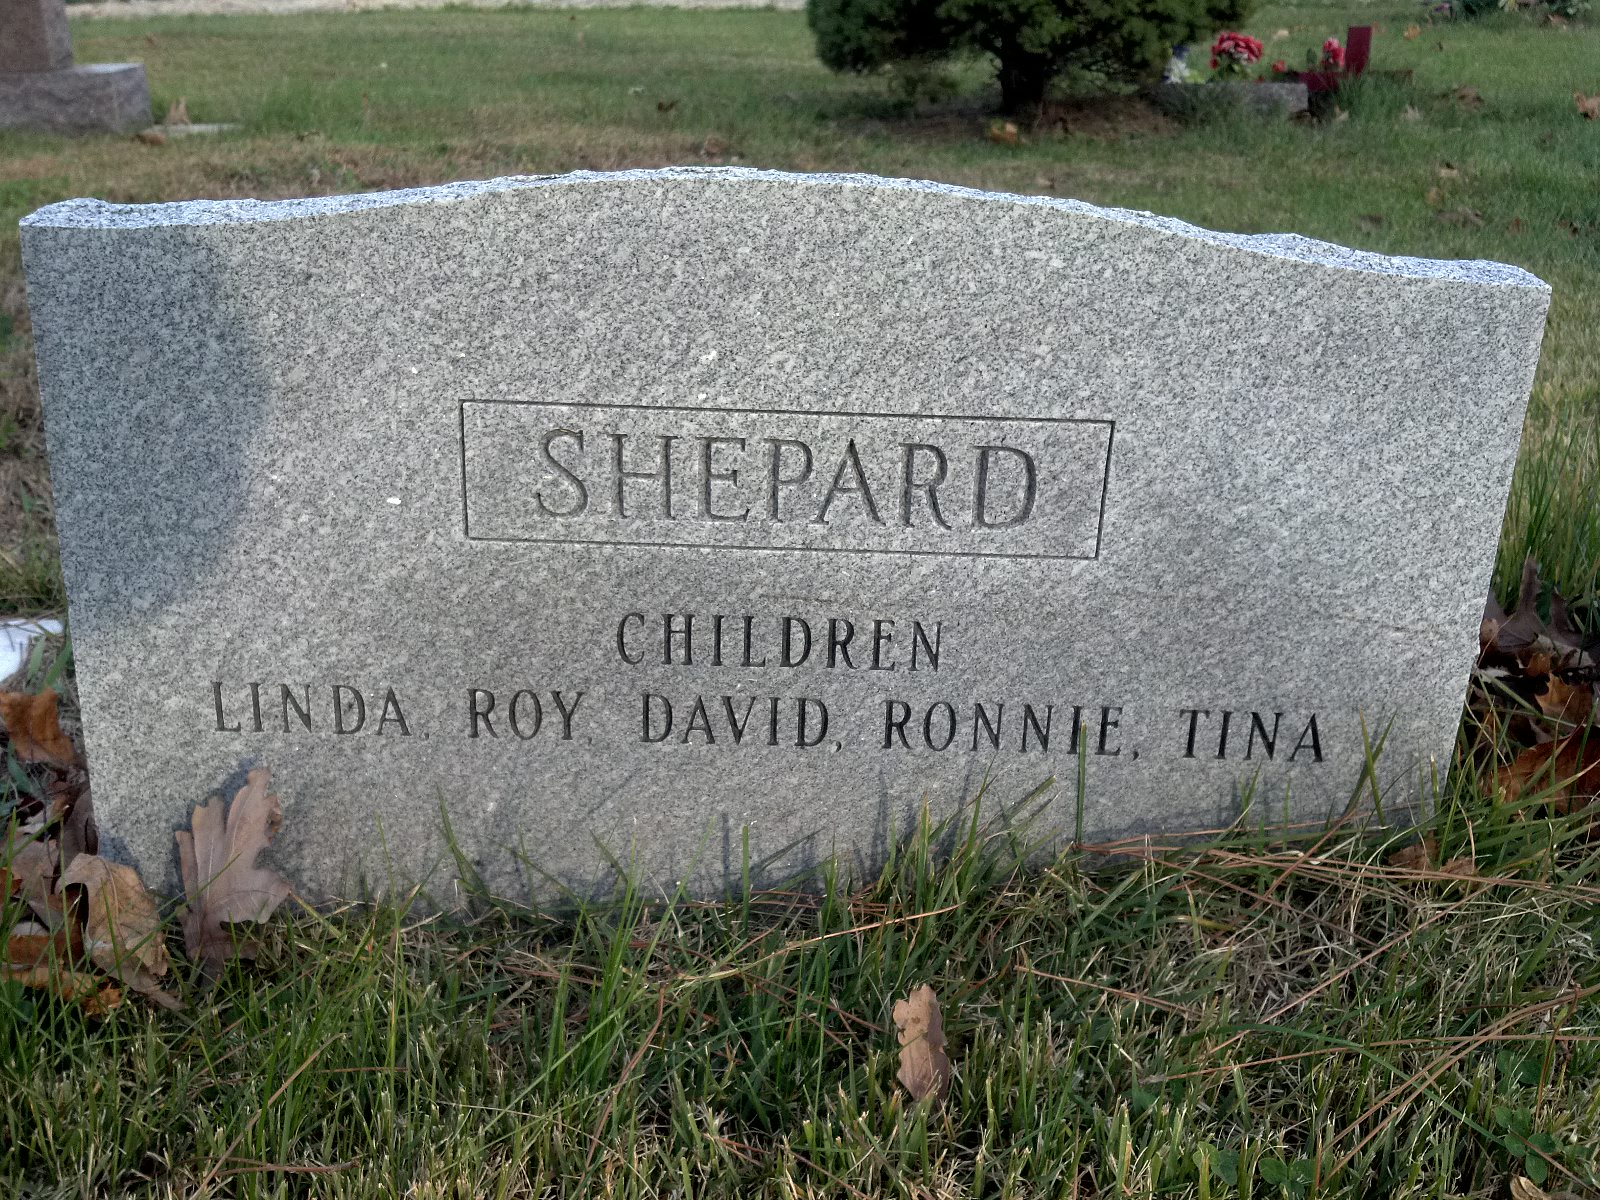 SHEPARD
CHILDREN
LINDA, ROY, DAVID, RONNIE, TINA